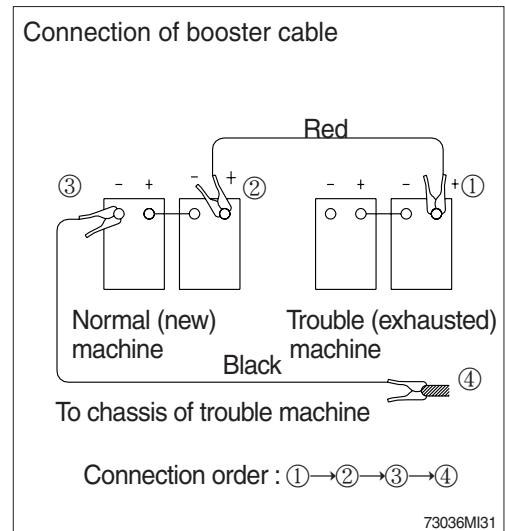 Connection of booster cable
Red
③ - + - + ② - + - + ①
Normal (new) Trouble (exhausted)
machine machine
Black
④
To chassis of trouble machine
Connection order : ①→②→③→④
73036MI31